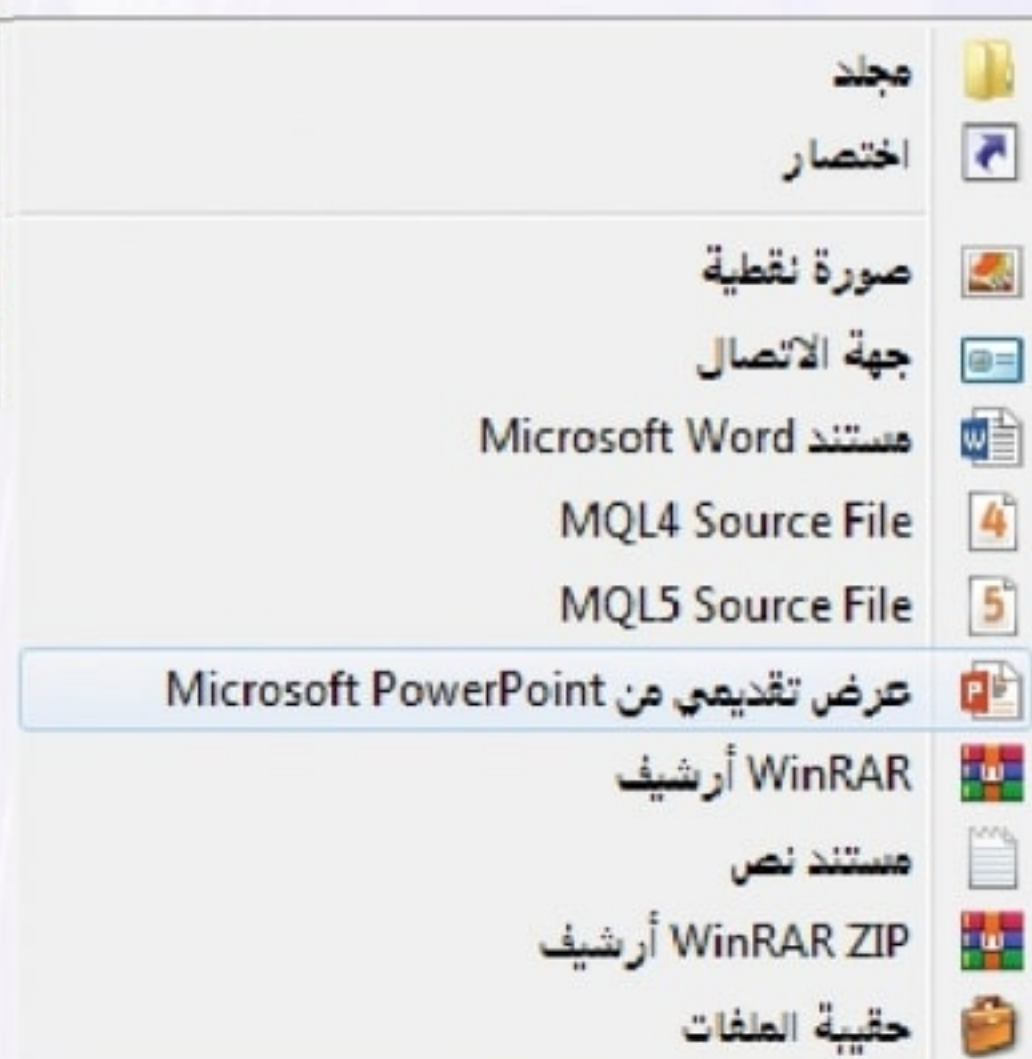 مجلد
اختصار
صورة نقطية
جهة الاتصال
مستند Microsoft Word
MQL4 Source File
MQL5 Source File
عرض تقديمي من Microsoft PowerPoint
WinRAR أرشيف
مستند نص
WinRAR ZIP أرشيف
حقيبة الملفات